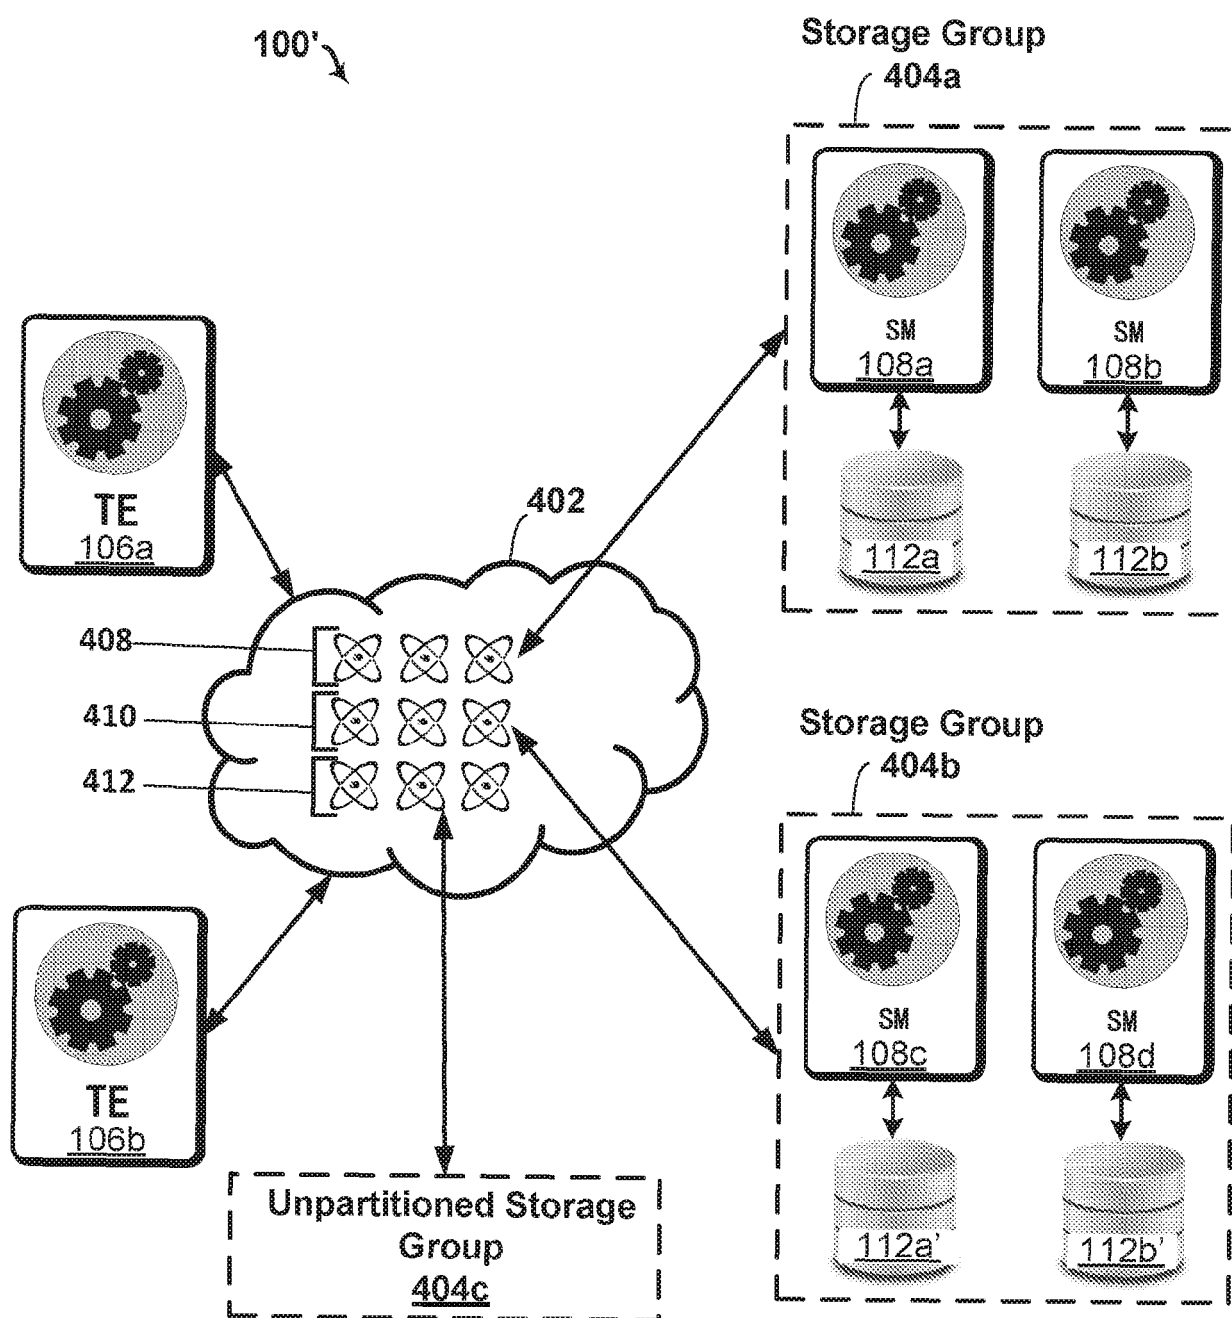 100'
Storage Group
404a
SM
108a
SM
108b
112a
112b
TE
106a
402
408
410
412
Storage Group
404b
SM
108c
SM
108d
112a'
112b'
TE
106b
Unpartitioned Storage
Group
404c